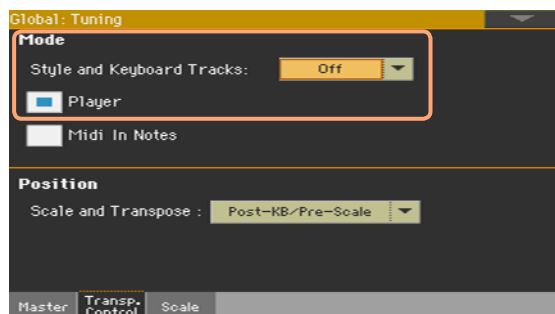 Global: Tuning
Mode
Style and Keyboard Tracks: Off
Player
Midi In Notes
Position
Scale and Transpose : Post-KB/Pre-Scale
Master Transp. Control Scale